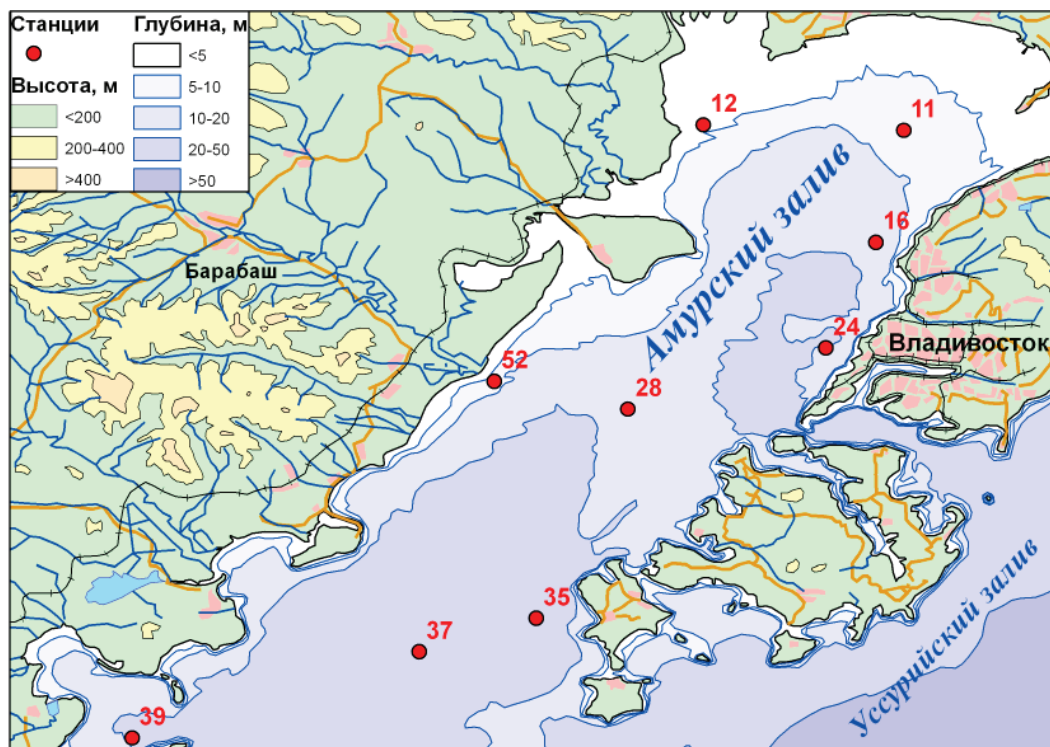 Станции
Высота, м
<200
200-400
>400
Глубина, м
<5
5-10
10-20
20-50
>50
12
11
16
24
52
28
35
37
39
Барабаш
Владивосток
Амурский залив
Уссурийский залив